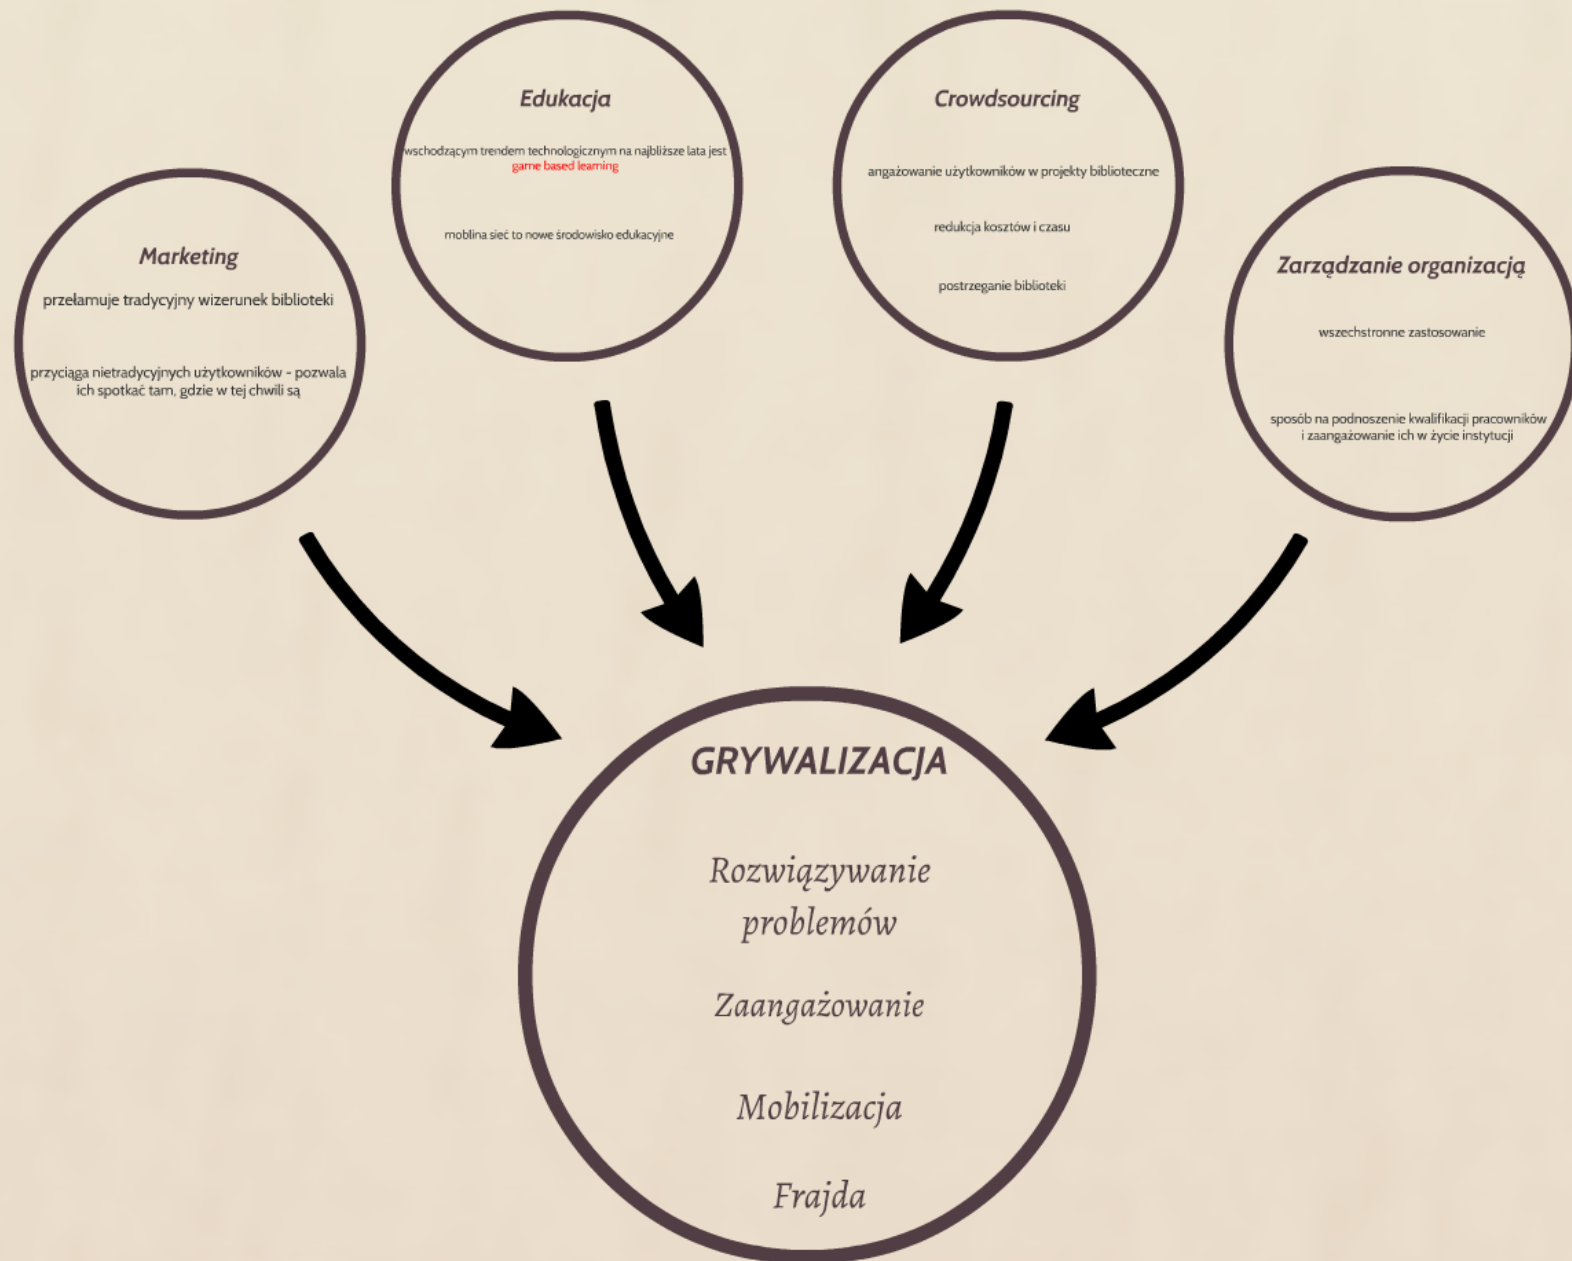 Marketing
przełamuje tradycyjny wizerunek biblioteki
przyciąga nietradycyjnych użytkowników - pozwala
ich spotkać tam, gdzie w tej chwili są
Edukacja
wschodzącym trendem technologicznym na najbliższe lata jest
game based learning
moblina sieć to nowe środowisko edukacyjne
Crowdsourcing
angażowanie użytkowników w projekty biblioteczne
redukcja kosztów i czasu
postrzeganie biblioteki
Zarządzanie organizacją
wszechstronne zastosowanie
sposób na podnoszenie kwalifikacji pracowników
i zaangażowanie ich w życie instytucji
GRYWALIZACJA
Rozwiązywanie
problemów
Zaangażowanie
Mobilizacja
Frajda